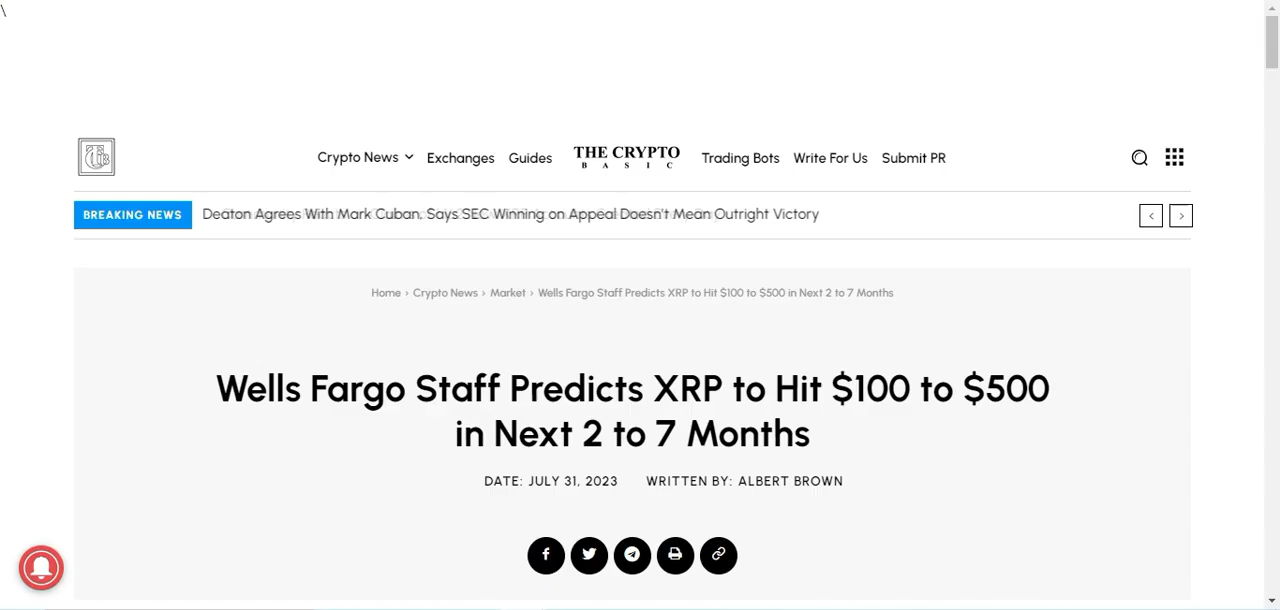 \
Crypto News
Exchanges
Guides
THE CRYPTO
BASIC
Trading Bots
Write For Us
Submit PR
BREAKING NEWS
Deaton Agrees With Mark Cuban, Says SEC Winning on Appeal Doesn't Mean Outright Victory
Home › Crypto News › Market › Wells Fargo Staff Predicts XRP to Hit $100 to $500 in Next 2 to 7 Months
Wells Fargo Staff Predicts XRP to Hit $100 to $500
in Next 2 to 7 Months
DATE: JULY 31, 2023 WRITTEN BY: ALBERT BROWN